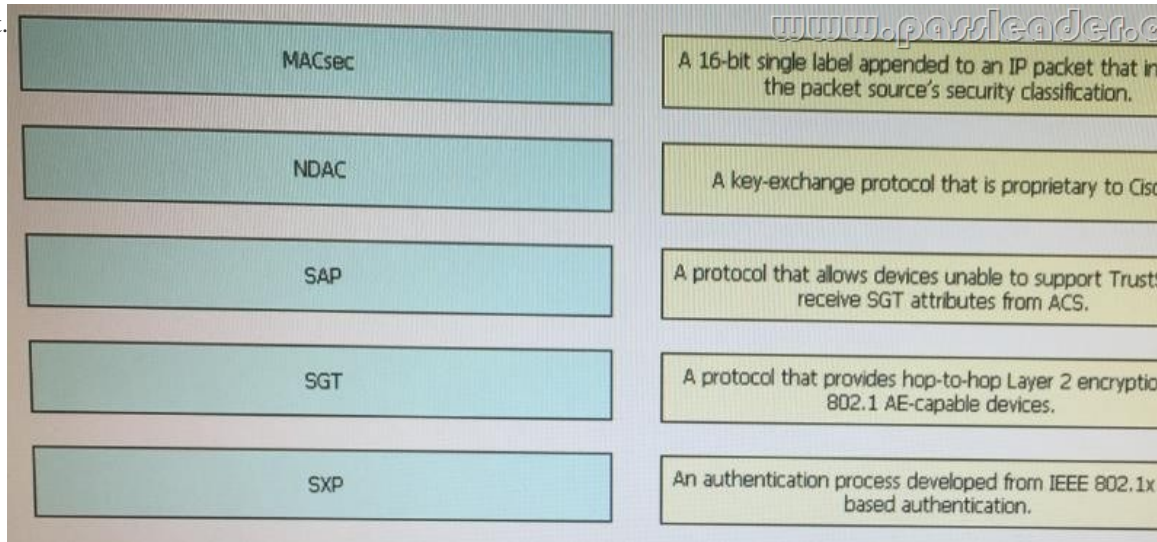 www.passleader.c
MACsec
A 16-bit single label appended to an IP packet that in
the packet source's security classification.
NDAC
A key-exchange protocol that is proprietary to Cisc
SAP
A protocol that allows devices unable to support Trust
receive SGT attributes from ACS.
SGT
A protocol that provides hop-to-hop Layer 2 encryptio
802.1 AE-capable devices.
SXP
An authentication process developed from IEEE 802.1x
based authentication.